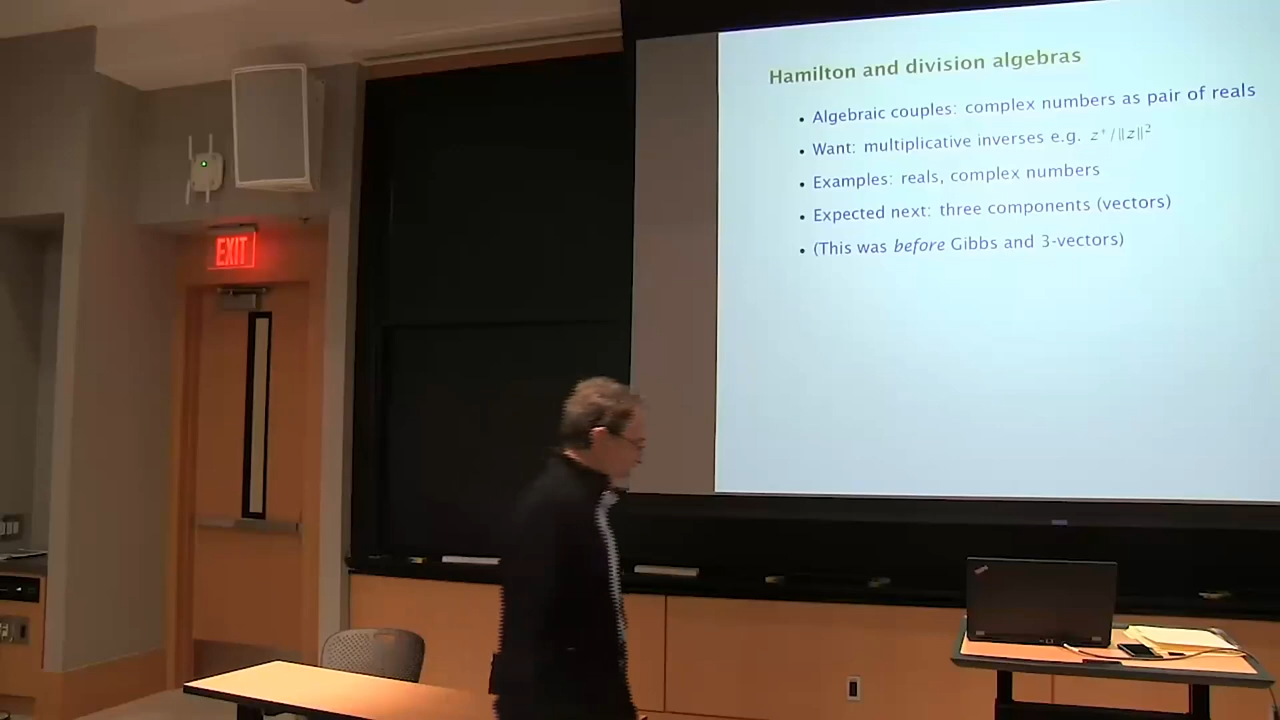 Hamilton and division algebras
• Algebraic couples: complex numbers as pair of reals
• Want: multiplicative inverses e.g. z*/‖z‖²
• Examples: reals, complex numbers
• Expected next: three components (vectors)
• (This was before Gibbs and 3-vectors)
EXIT